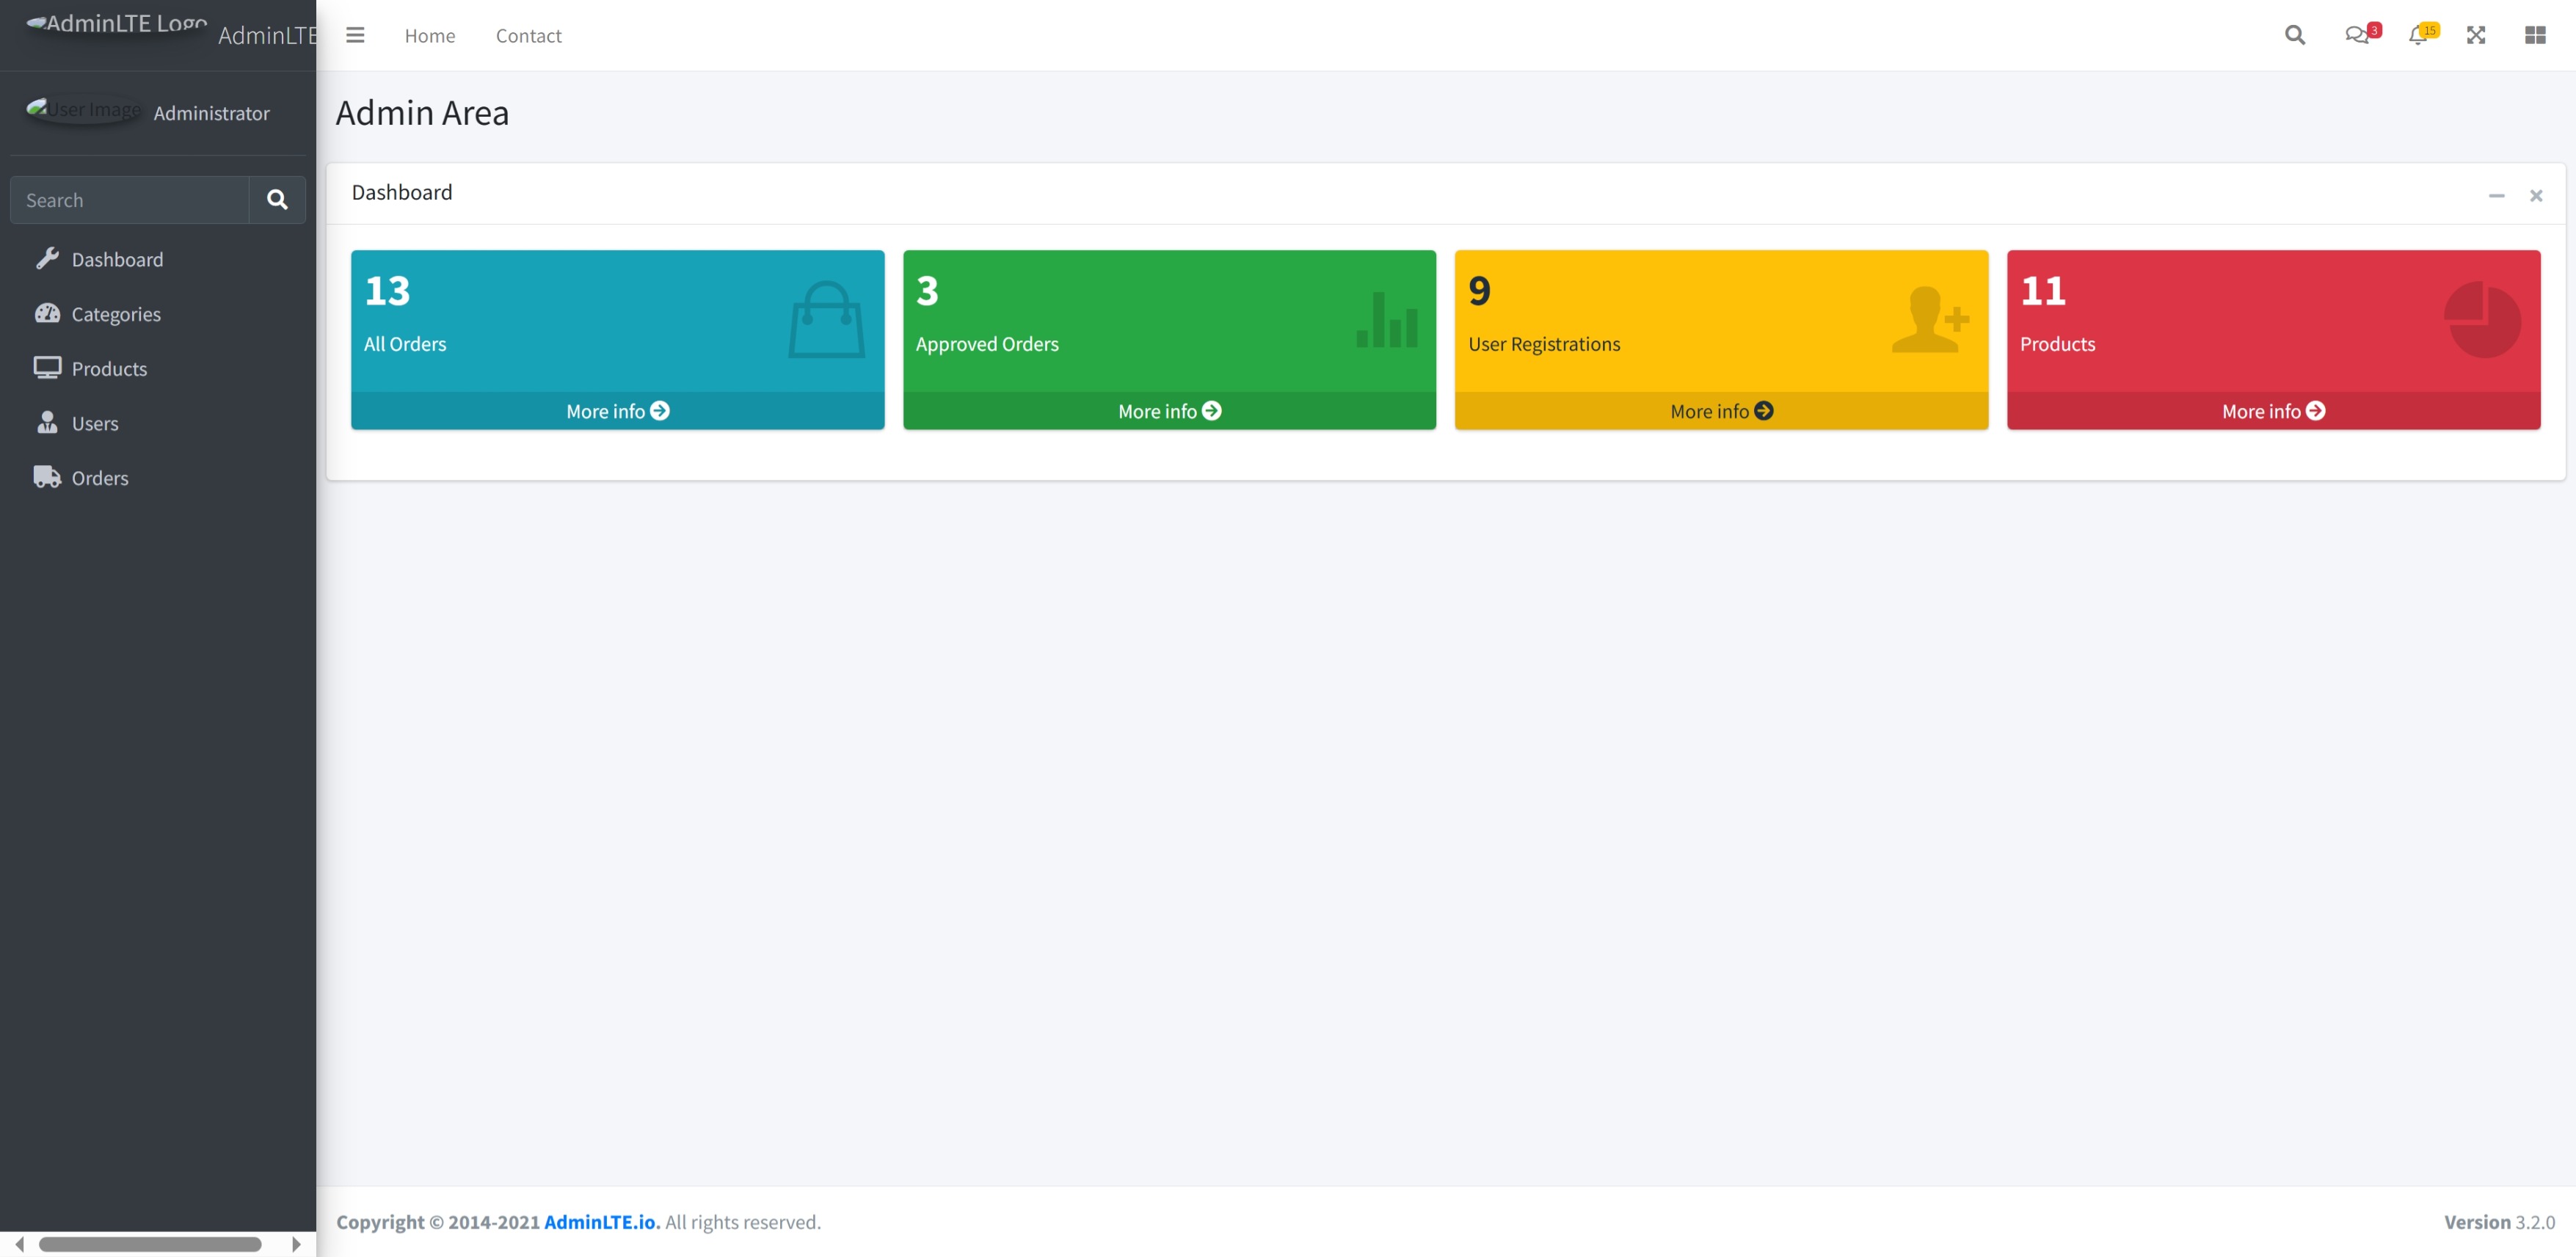 AdminLTE Logo
AdminLTE
Home
Contact
3
15
User Image
Administrator
Admin Area
Search
Dashboard
Categories
Products
Users
Orders
Dashboard
13
All Orders
More info
3
Approved Orders
More info
9
User Registrations
More info
11
Products
More info
Copyright © 2014-2021 AdminLTE.io. All rights reserved.
Version 3.2.0